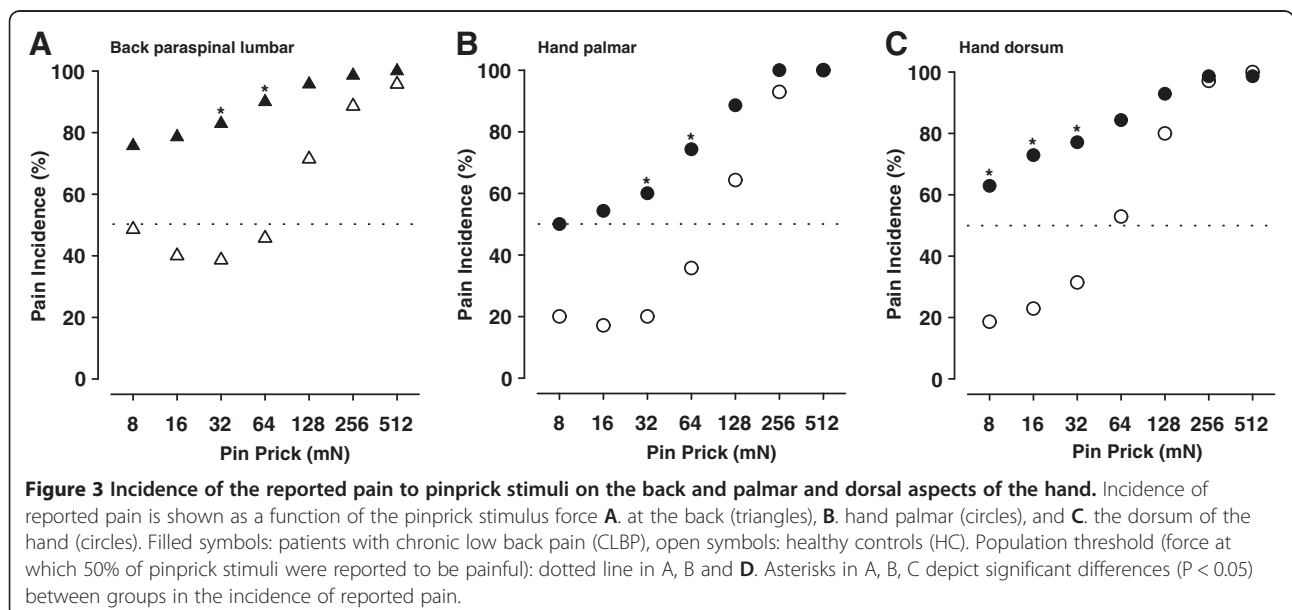 A Back paraspinal lumbar
B Hand palmar
C Hand dorsum
Pain Incidence (%)
100
80
60
40
20
0
* *
8 16 32 64 128 256 512
Pin Prick (mN)
Pain Incidence (%)
100
80
60
40
20
0
* *
8 16 32 64 128 256 512
Pin Prick (mN)
Pain Incidence (%)
100
80
60
40
20
0
* * *
8 16 32 64 128 256 512
Pin Prick (mN)
Figure 3 Incidence of the reported pain to pinprick stimuli on the back and palmar and dorsal aspects of the hand. Incidence of
reported pain is shown as a function of the pinprick stimulus force A. at the back (triangles), B. hand palmar (circles), and C. the dorsum of the
hand (circles). Filled symbols: patients with chronic low back pain (CLBP), open symbols: healthy controls (HC). Population threshold (force at
which 50% of pinprick stimuli were reported to be painful): dotted line in A, B and D. Asterisks in A, B, C depict significant differences (P < 0.05)
between groups in the incidence of reported pain.